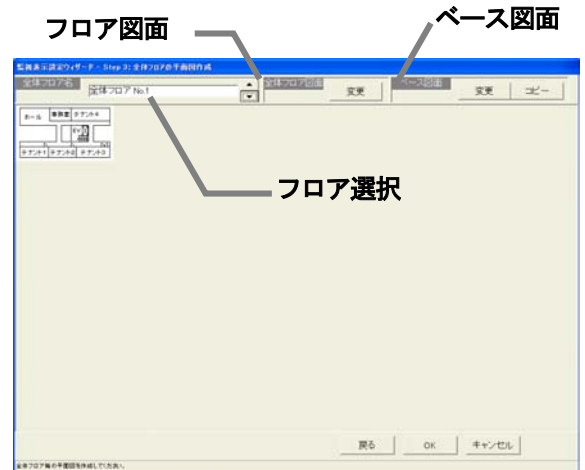 フロア図面
ベース図面
監視表示設定ウィザード - Step 3: 全体フロアの平面図作成
全体フロア名
全体フロア No.1
全体フロア図面
変更
ベース図面
変更
コピー
ホール 事務室 テナント4
EV
テナント1 テナント2 テナント3
フロア選択
戻る
OK
キャンセル
全体フロア毎の平面図を作成してください。